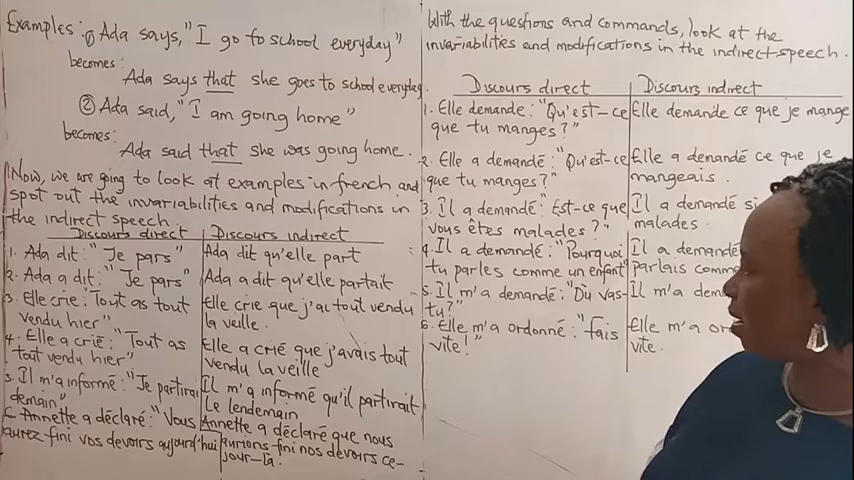 Examples: ① Ada says, "I go to school everyday"
becomes:
Ada says that she goes to school everyday.
② Ada said, "I am going home"
becomes:
Ada said that she was going home.
Now, we are going to look at examples in french and
spot out the invariabilities and modifications in
the indirect speech.
Discours direct
Discours indirect
1. Ada dit: "Je pars"
Ada dit qu'elle part
2. Ada a dit: "Je pars"
Ada a dit qu'elle partait
3. Elle crie: "Tout as tout
vendu hier"
Elle crie que j'ai tout vendu
la veille.
4. Elle a crié: "Tout as
tout vendu hier"
Elle a crié que j'avais tout
vendu la veille
5. Il m'a informé: "Je partirai
demain"
Il m'a informé qu'il partirait
le lendemain
6. Annette a déclaré: "Vous
aurez fini vos devoirs aujourd'hui
Annette a déclaré que nous
aurions fini nos devoirs ce-
jour-là.
With the questions and commands, look at the
invariabilities and modifications in the indirect speech.
Discours direct
Discours indirect
1. Elle demande: "Qu'est-ce
que tu manges?"
Elle demande ce que je mange
2. Elle a demandé: "Qu'est-ce
que tu manges?"
Elle a demandé ce que je
mangeais.
3. Il a demandé: "Est-ce que
vous êtes malades?"
Il a demandé si
malades.
4. Il a demandé: "Pourquoi
tu parles comme un enfant"
Il a demandé
parlais comm
5. Il m'a demandé: "Où vas-
tu?"
Il m'a dem
6. Elle m'a ordonné: "fais
vite!"
Elle m'a or
vite.